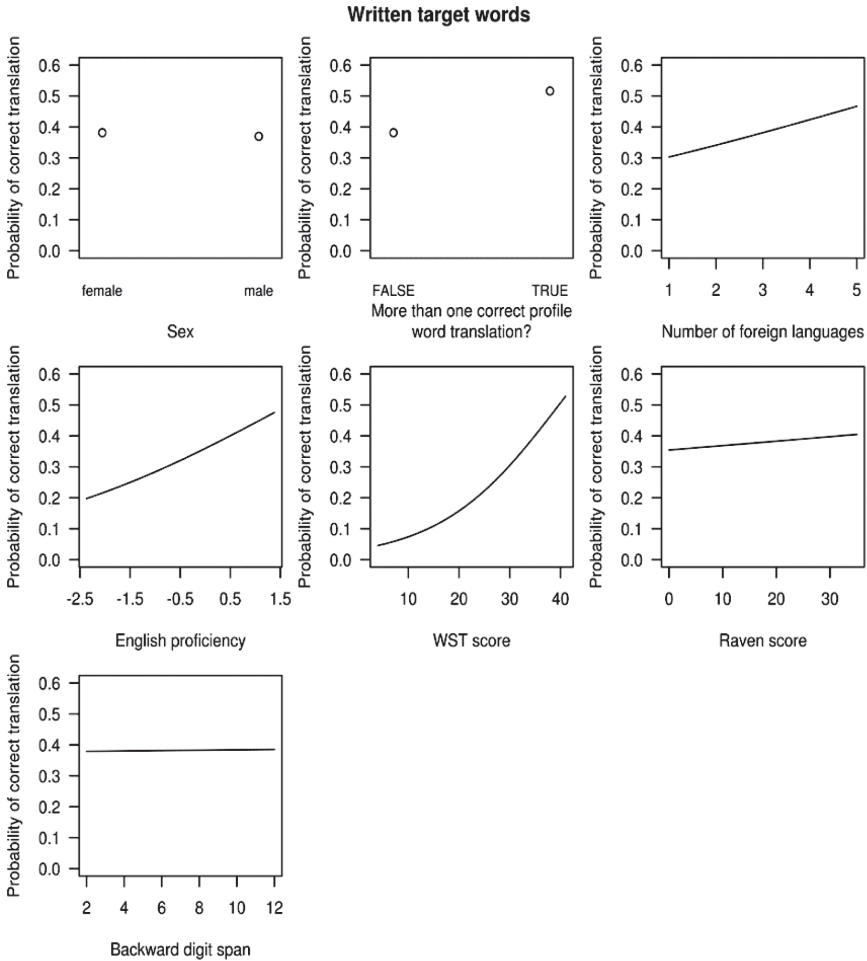 Written target words
Probability of correct translation
0.6
0.5
0.4
0.3
0.2
0.1
0.0
female male
Sex
Probability of correct translation
0.6
0.5
0.4
0.3
0.2
0.1
0.0
FALSE TRUE
More than one correct profile
word translation?
Probability of correct translation
0.6
0.5
0.4
0.3
0.2
0.1
0.0
1 2 3 4 5
Number of foreign languages
Probability of correct translation
0.6
0.5
0.4
0.3
0.2
0.1
0.0
-2.5 -1.5 -0.5 0.5 1.5
English proficiency
Probability of correct translation
0.6
0.5
0.4
0.3
0.2
0.1
0.0
10 20 30 40
WST score
Probability of correct translation
0.6
0.5
0.4
0.3
0.2
0.1
0.0
0 10 20 30
Raven score
Probability of correct translation
0.6
0.5
0.4
0.3
0.2
0.1
0.0
2 4 6 8 10 12
Backward digit span